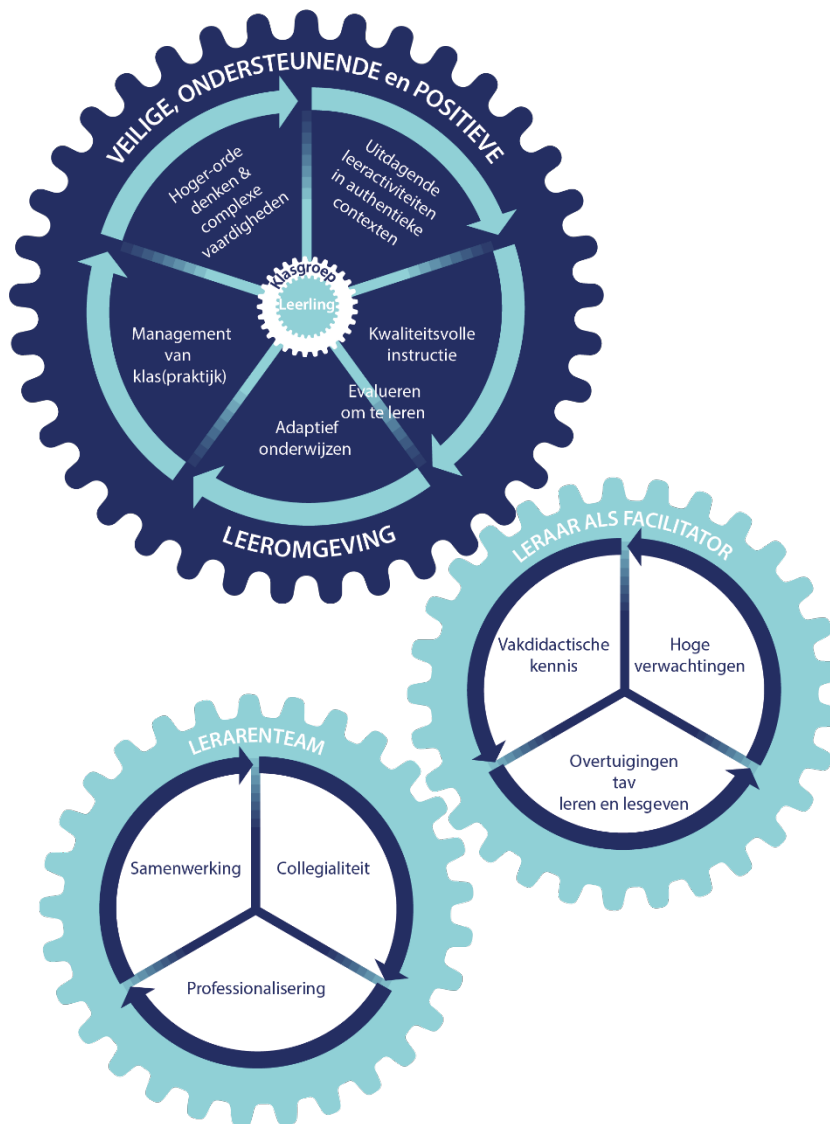 VEILIGE, ONDERSTEUNENDE en POSITIEVE
Hoger-orde
denken &
complexe
vaardigheden
Uitdagende
leeractiviteiten
in authentieke
contexten
Klasgroep
Leerling
Management
van
klas(praktijk)
Kwaliteitsvolle
instructie
Evalueren
om te leren
Adaptief
onderwijzen
LEEROMGEVING
LERAAR ALS FACILITATOR
Vakdidactische
kennis
Hoge
verwachtingen
Overtuigingen
tav
leren en lesgeven
LERARENTEAM
Samenwerking
Collegialiteit
Professionalisering